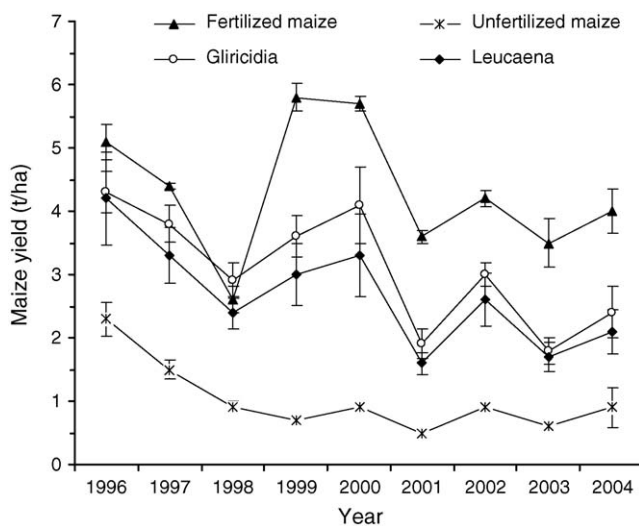 Fertilized maize
Unfertilized maize
Gliricidia
Leucaena
7
6
5
4
3
2
1
0
Maize yield (t/ha)
1996 1997 1998 1999 2000 2001 2002 2003 2004
Year